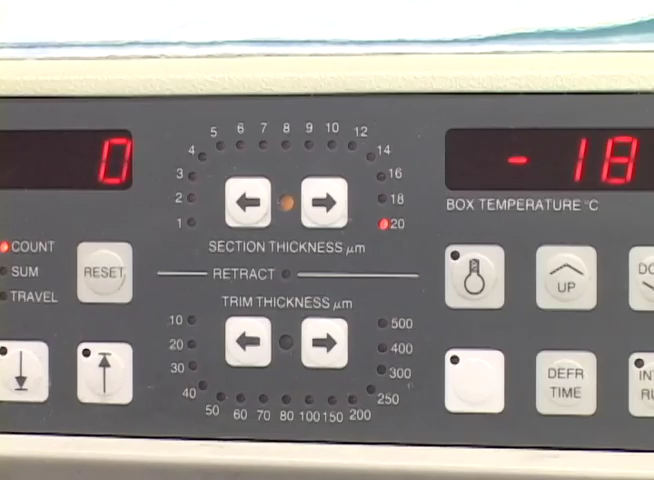 0
- 18
BOX TEMPERATURE °C
1
2
3
4
5
6
7
8
9
10
12
14
16
18
20
SECTION THICKNESS µm
COUNT
SUM
TRAVEL
RESET
RETRACT
TRIM THICKNESS µm
10
20
30
40
50
60
70
80
100
150
200
250
300
400
500
UP
DEFR
TIME